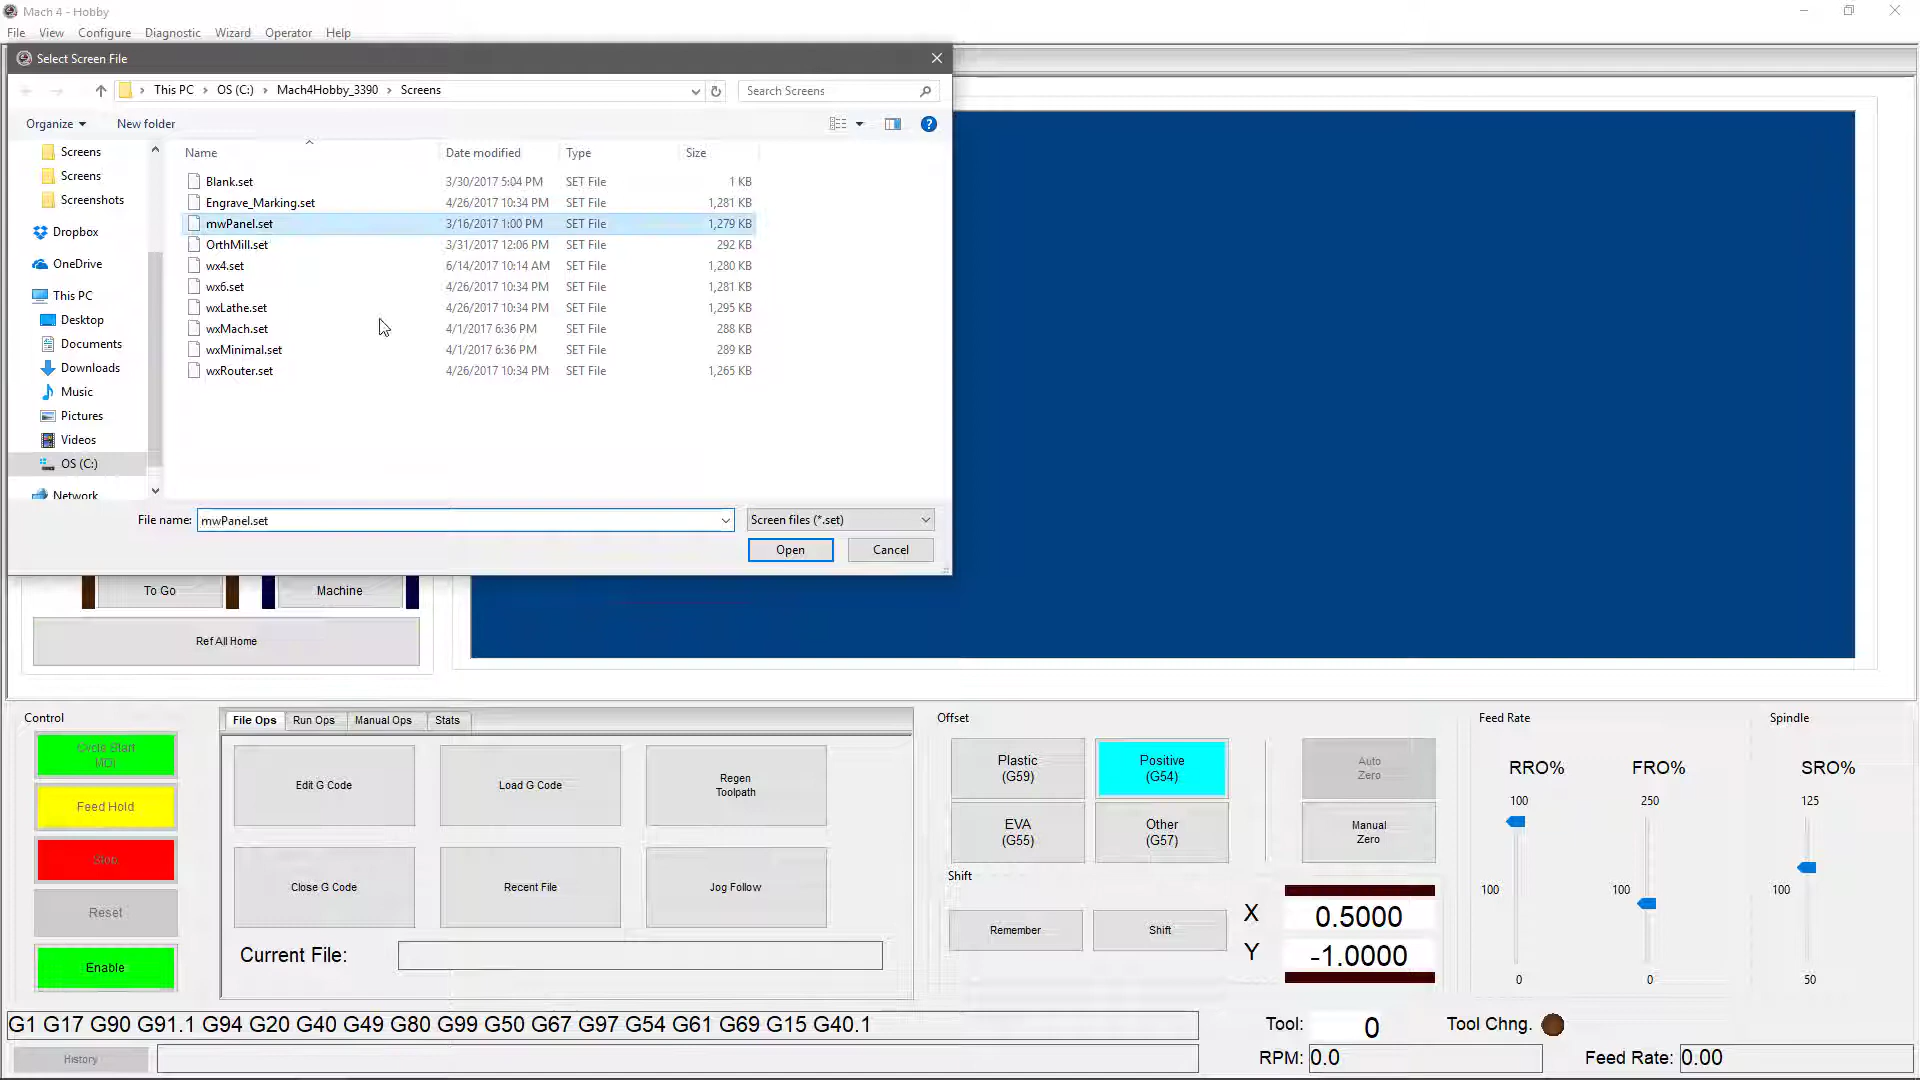 Mach 4 - Hobby
File View Configure Diagnostic Wizard Operator Help
Select Screen File
This PC > OS (C:) > Mach4Hobby_3390 > Screens
Search Screens
Organize New folder
Screens
Screens
Screenshots
Dropbox
OneDrive
This PC
Desktop
Documents
Downloads
Music
Pictures
Videos
OS (C:)
Network
Name Date modified Type Size
Blank.set 3/30/2017 5:04 PM SET File 1 KB
Engrave_Marking.set 4/26/2017 10:34 PM SET File 1,281 KB
mwPanel.set 3/16/2017 1:00 PM SET File 1,279 KB
OrthMill.set 3/31/2017 12:06 PM SET File 292 KB
wx4.set 6/14/2017 10:14 AM SET File 1,280 KB
wx6.set 4/26/2017 10:34 PM SET File 1,281 KB
wxLathe.set 4/26/2017 10:34 PM SET File 1,295 KB
wxMach.set 4/1/2017 6:36 PM SET File 288 KB
wxMinimal.set 4/1/2017 6:36 PM SET File 289 KB
wxRouter.set 4/26/2017 10:34 PM SET File 1,265 KB
File name: mwPanel.set Screen files (*.set)
Open Cancel
To Go Machine
Ref All Home
Control
Cycle Start
MDI
Feed Hold
Stop
Reset
Enable
File Ops Run Ops Manual Ops Stats
Edit G Code
Load G Code
Regen
Toolpath
Close G Code
Recent File
Jog Follow
Current File:
Offset
Plastic
(G59)
Positive
(G54)
EVA
(G55)
Other
(G57)
Auto
Zero
Manual
Zero
Shift
Remember
Shift
X 0.5000
Y -1.0000
Feed Rate
RRO%
100
100
0
FRO%
250
100
0
Spindle
SRO%
125
100
50
G1 G17 G90 G91.1 G94 G20 G40 G49 G80 G99 G50 G67 G97 G54 G61 G69 G15 G40.1
Tool: 0 Tool Chng.
History
RPM: 0.0 Feed Rate: 0.00